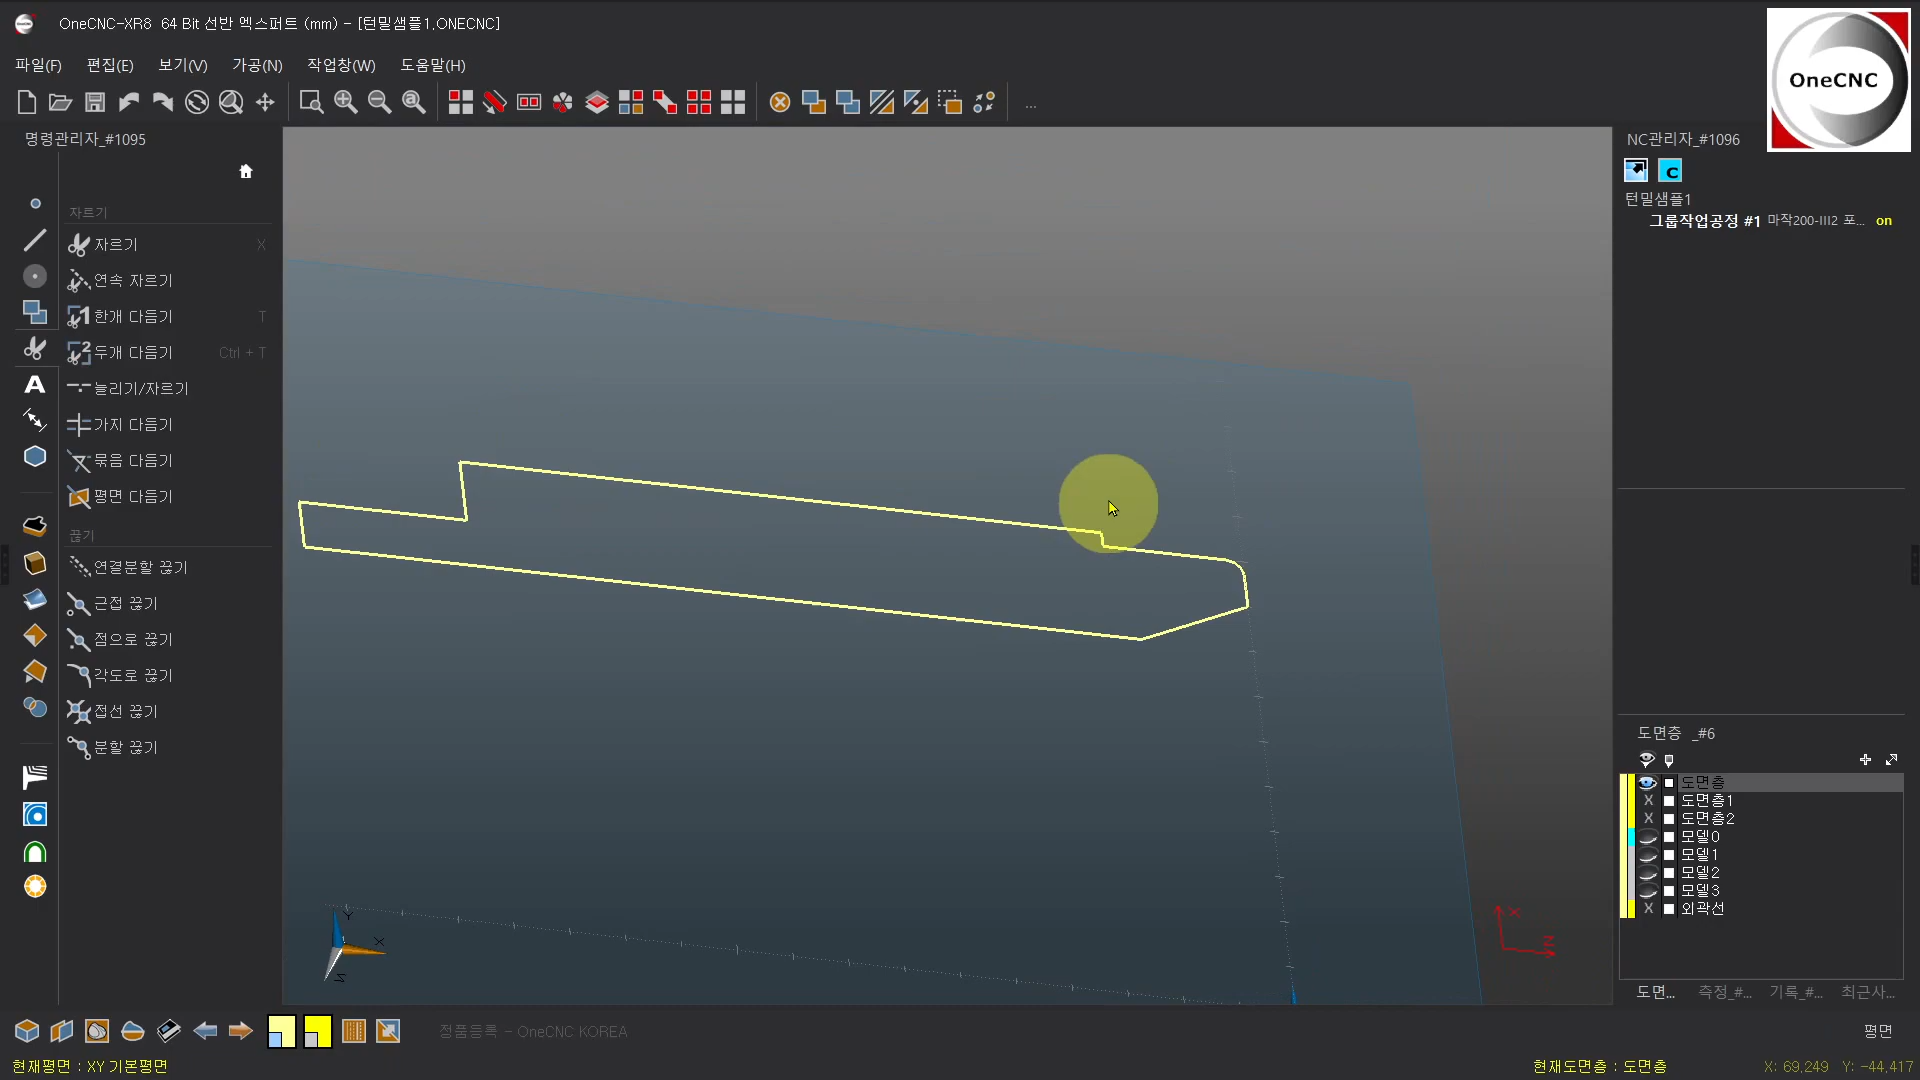 OneCNC-XR8  64 Bit 선반 엑스퍼트 (mm) - [턴밀샘플1.ONECNC]
파일(F)
편집(E)
보기(V)
가공(N)
작업창(W)
도움말(H)
OneCNC
...
명령관리자_#1095
자르기
자르기 X
연속 자르기
한개 다듬기 T
두개 다듬기 Ctrl + T
늘리기/자르기
가지 다듬기
묶음 다듬기
평면 다듬기
끊기
연결분할 끊기
근접 끊기
점으로 끊기
각도로 끊기
접선 끊기
분할 끊기
Y
X
Z
X
Z
NC관리자_#1096
턴밀샘플1
그룹작업공정 #1 마작200-III2 포... on
도면층 _#6
도면층
도면층1
도면층2
모델0
모델1
모델2
모델3
외곽선
도면...
측정_#...
기록_#...
최근사...
정품등록 - OneCNC KOREA
평면
현재평면 : XY 기본평면
현재도면층 : 도면층
X: 69,249 Y: -44,417